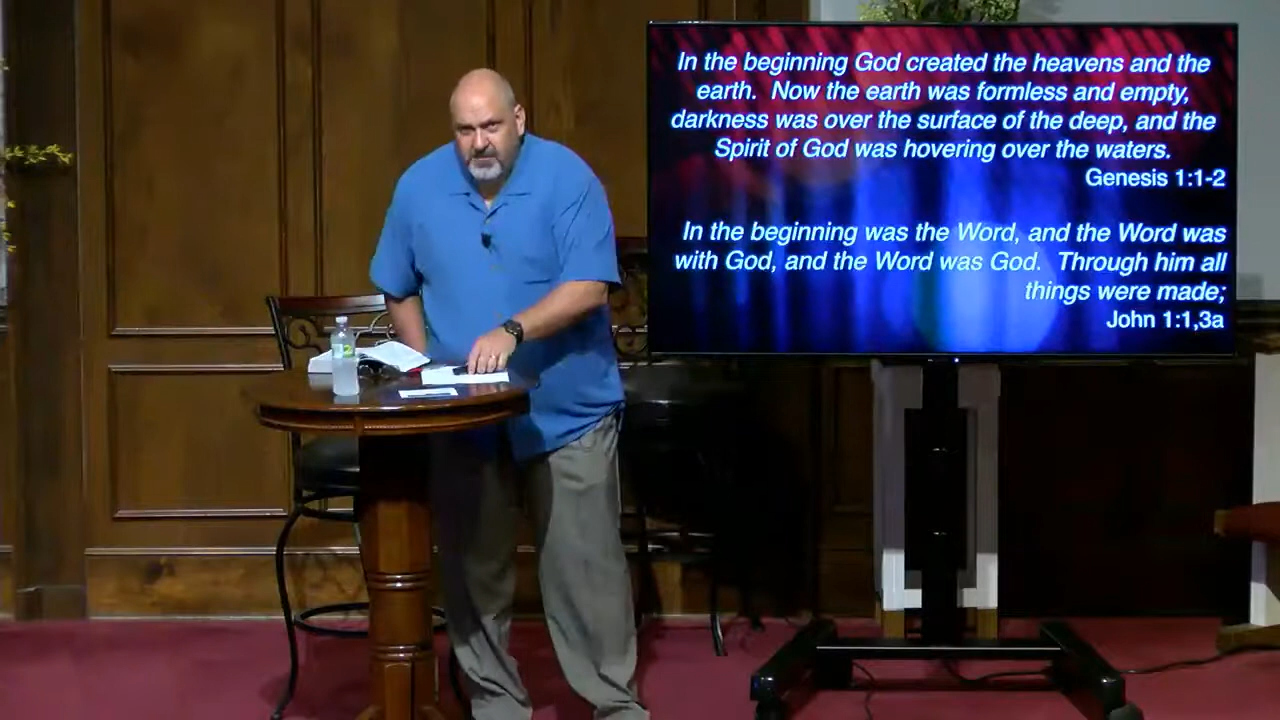 In the beginning God created the heavens and the
earth. Now the earth was formless and empty,
darkness was over the surface of the deep, and the
Spirit of God was hovering over the waters.
Genesis 1:1-2
In the beginning was the Word, and the Word was
with God, and the Word was God. Through him all
things were made;
John 1:1,3a